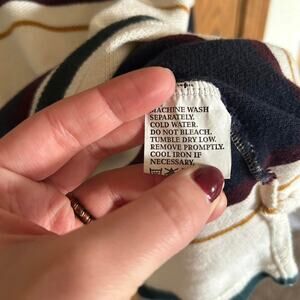 MACHINE WASH
SEPARATELY.
COLD WATER.
DO NOT BLEACH.
TUMBLE DRY LOW.
REMOVE PROMPTLY.
COOL IRON IF
NECESSARY.